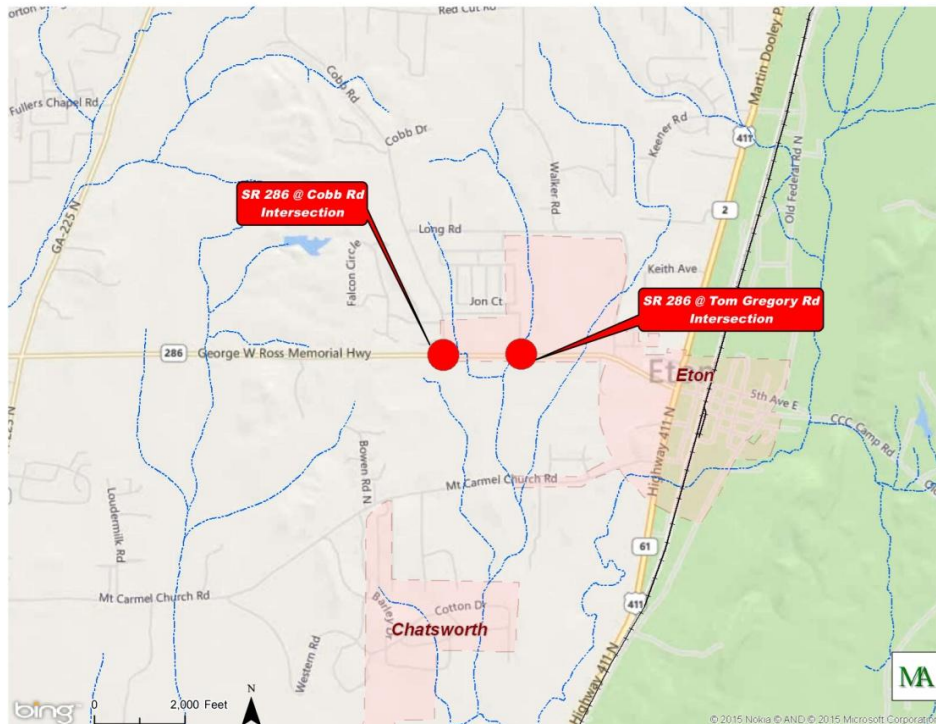 Red Cut Rd
Martin Dooley P
Fullers Chapel Rd
Cobb Rd
Keener Rd
Cobb Dr
411
Old Federal Rd N
SR 286 @ Cobb Rd
Intersection
Walker Rd
2
GA-225 N
Long Rd
Falcon Circle
Keith Ave
Jon Ct
SR 286 @ Tom Gregory Rd
Intersection
286
George W Ross Memorial Hwy
Eton
Eton
5th Ave E
CCC Camp Rd
225 N
Bowen Rd N
Mt Carmel Church Rd
Highway 411 N
Loudermilk Rd
61
Mt Carmel Church Rd
411
Barley Dr
Cotton Dr
Chatsworth
Western Rd
Highway 411 N
MA
bing
0
2,000 Feet
N
© 2015 Nokia © AND © 2015 Microsoft Corporation